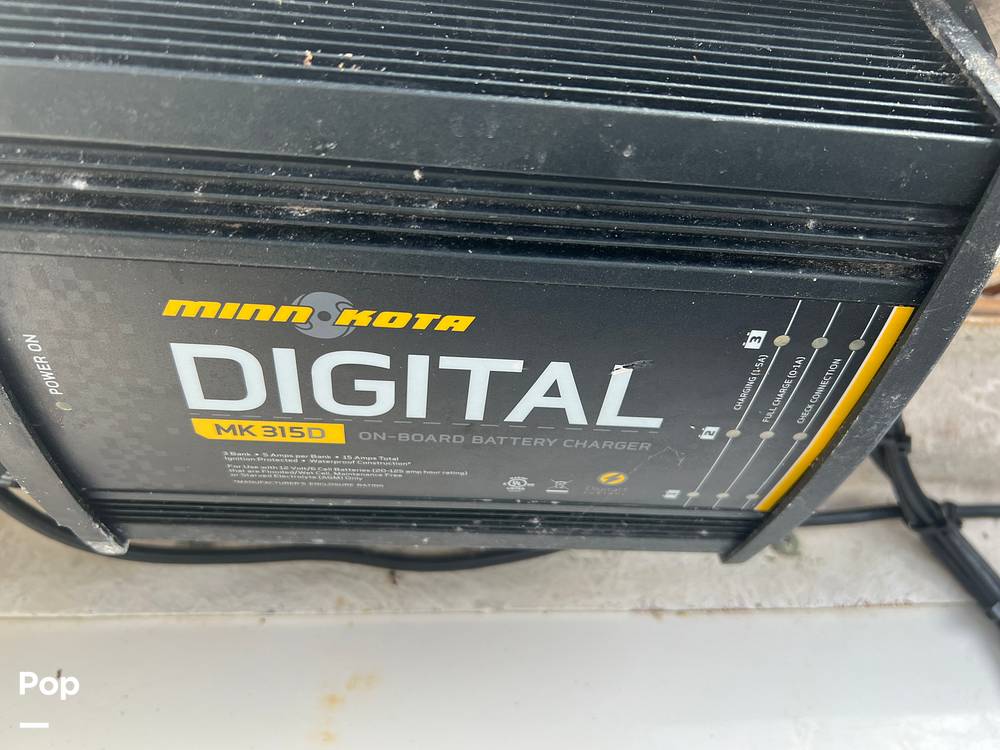 MINN KOTA
DIGITAL
MK 315D ON-BOARD BATTERY CHARGER
3 Bank • 5 Amps per Bank • 15 Amps Total
Ignition Protected • Waterproof Construction*
For Use with 12 Volt/6 Cell Batteries (20-125 amp hour rating)
that are Flooded/Wet Cell, Maintenance Free
or Starved Electrolyte (AGM) Only
*MANUFACTURER'S ENCLOSURE RATING
POWER ON
3
2
1
CHARGING (1-5A)
FULL CHARGE (0-1A)
CHECK CONNECTION
UL
Pop